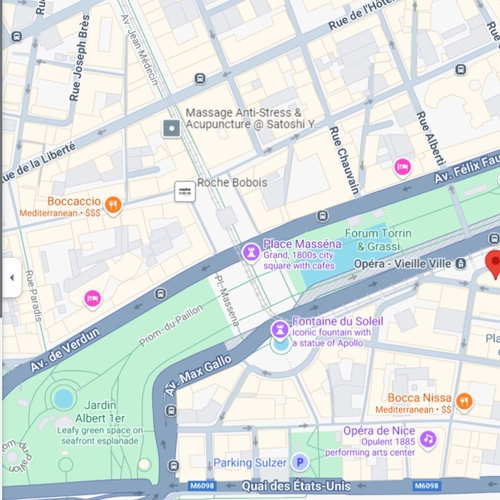 Rue Joseph Brès
Av. Jean Médecin
Rue de l'Hôte
Massage Anti-Stress &
Acupuncture @ Satoshi Y...
ue de la Liberté
Rue Chauvain
Rue Alberti
Av. Félix Fau
Roche Bobois
Boccaccio
Mediterranean • $$$
Place Masséna
Grand, 1800s city
square with cafes
Forum Torrin
& Grassi
Opéra - Vieille Ville
Rue Paradis
Pl. Masséna
Prom. du Paillon
Fontaine du Soleil
Iconic fountain with
a statue of Apollo
Pla
Av. de Verdun
Av. Max Gallo
Jardin
Albert 1er
Leafy green space on
seafront esplanade
Bocca Nissa
Mediterranean • $$
Opéra de Nice
Opulent 1885
performing arts center
Parking Sulzer
P
M6098
Quai des États-Unis
M6098